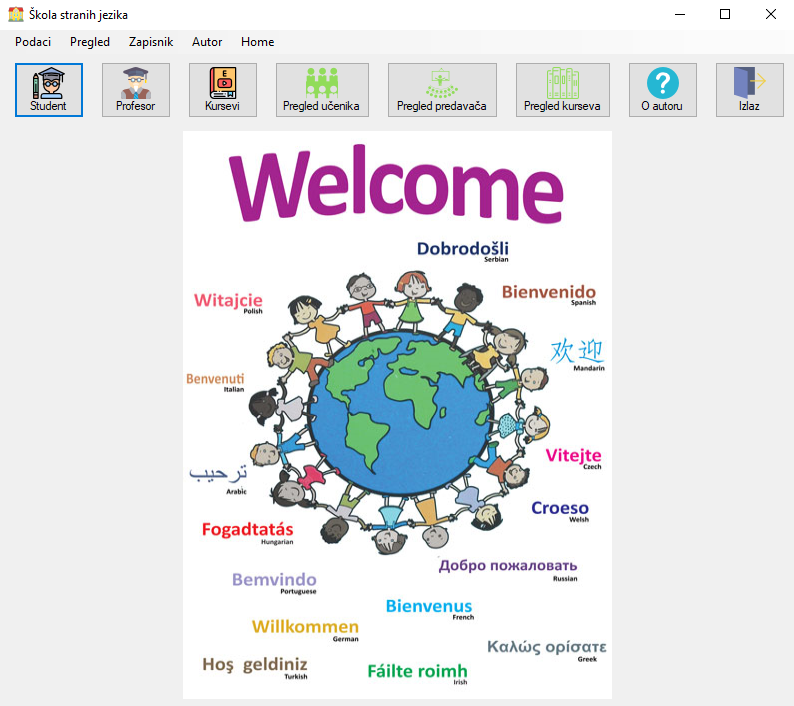 Škola stranih jezika
Podaci Pregled Zapisnik Autor Home
Student Profesor Kursevi Pregled učenika Pregled predavača Pregled kurseva O autoru Izlaz
Welcome
Dobrodošli
Serbian
Witajcie
Polish
Bienvenido
Spanish
欢迎
Mandarin
Benvenuti
Italian
Vitejte
Czech
ترحيب
Arabic
Croeso
Welsh
Fogadtatás
Hungarian
Добро пожаловать
Russian
Bemvindo
Portuguese
Bienvenus
French
Willkommen
German
Καλώς ορίσατε
Greek
Hoş geldiniz
Turkish
Fáilte roimh
Irish